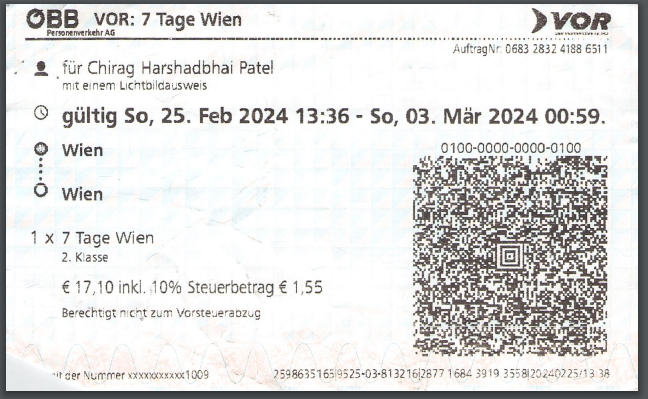 ÖBB VOR: 7 Tage Wien
Personenverkehr AG
VOR
AuftragNr: 0683 2832 4188 6511
für Chirag Harshadbhai Patel
mit einem Lichtbildausweis
gültig So, 25. Feb 2024 13:36 - So, 03. Mär 2024 00:59.
Wien
0100-0000-0000-0100
Wien
1 x 7 Tage Wien
2. Klasse
€ 17,10 inkl. 10% Steuerbetrag € 1,55
Berechtigt nicht zum Vorsteuerabzug
it der Nummer xxxxxxxxxxxx1009
2598635165|9525-03-813216|2877 1684 3919 3558|20240225/13:38